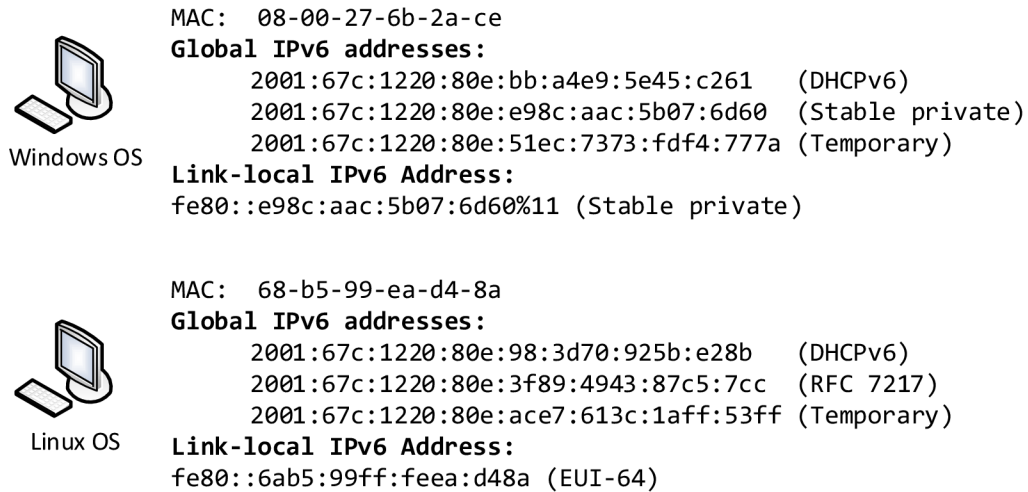 MAC: 08-00-27-6b-2a-ce
Global IPv6 addresses:
2001:67c:1220:80e:bb:a4e9:5e45:c261 (DHCPv6)
2001:67c:1220:80e:e98c:aac:5b07:6d60 (Stable private)
2001:67c:1220:80e:51ec:7373:fdf4:777a (Temporary)
Windows OS
Link-local IPv6 Address:
fe80::e98c:aac:5b07:6d60%11 (Stable private)
MAC: 68-b5-99-ea-d4-8a
Global IPv6 addresses:
2001:67c:1220:80e:98:3d70:925b:e28b (DHCPv6)
2001:67c:1220:80e:3f89:4943:87c5:7cc (RFC 7217)
2001:67c:1220:80e:ace7:613c:1aff:53ff (Temporary)
Linux OS
Link-local IPv6 Address:
fe80::6ab5:99ff:feea:d48a (EUI-64)